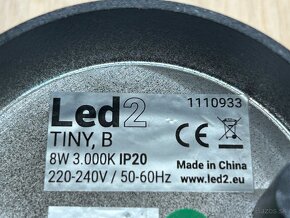 Led2
1110933
TINY, B
8W 3.000K IP20
Made in China
220-240V / 50-60Hz
www.led2.eu